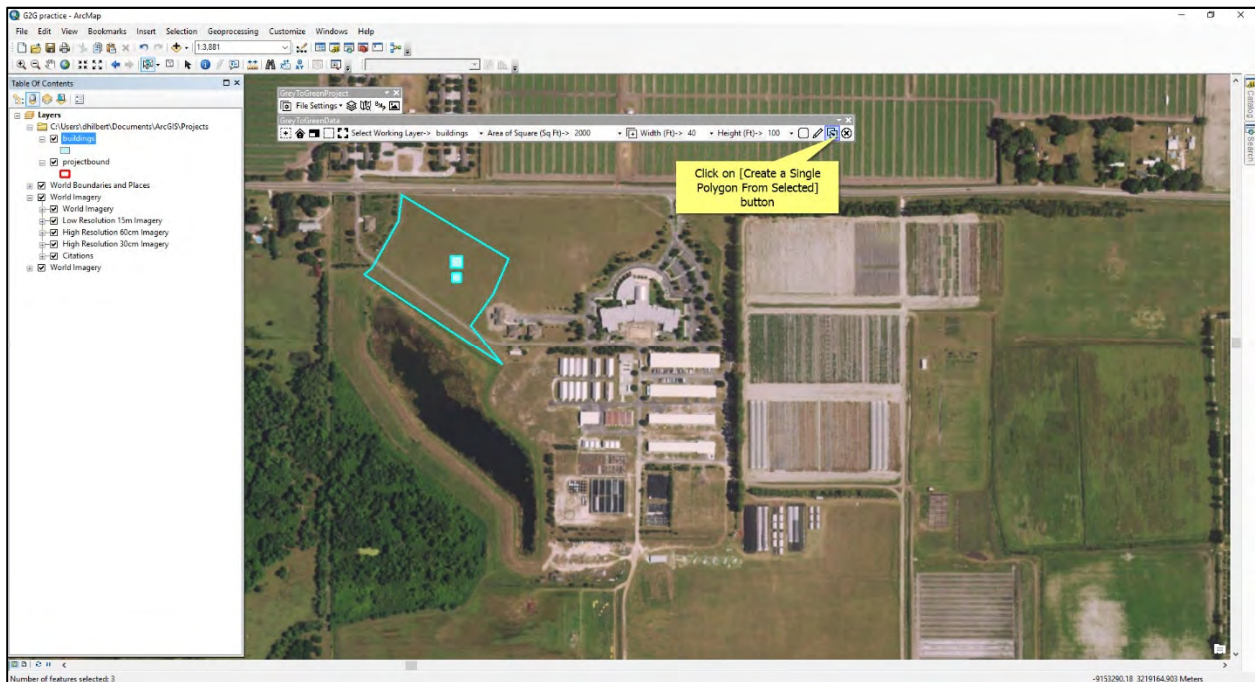 G2G practice - ArcMap
File Edit View Bookmarks Insert Selection Geoprocessing Customize Windows Help
1:3,881
Table Of Contents
Layers
C:\Users\dhilbert\Documents\ArcGIS\Projects
buildings
projectbound
World Boundaries and Places
World Imagery
World Imagery
Low Resolution 15m Imagery
High Resolution 60cm Imagery
High Resolution 30cm Imagery
Citations
World Imagery
GreyToGreenProject
File Settings
GreyToGreenData
Select Working Layer-> buildings Area of Square (Sq Ft)-> 2000 Width (Ft)-> 40 Height (Ft)-> 100
Click on [Create a Single
Polygon From Selected]
button
Catalog
Search
Number of features selected: 3
-9153290.18 3219164.903 Meters